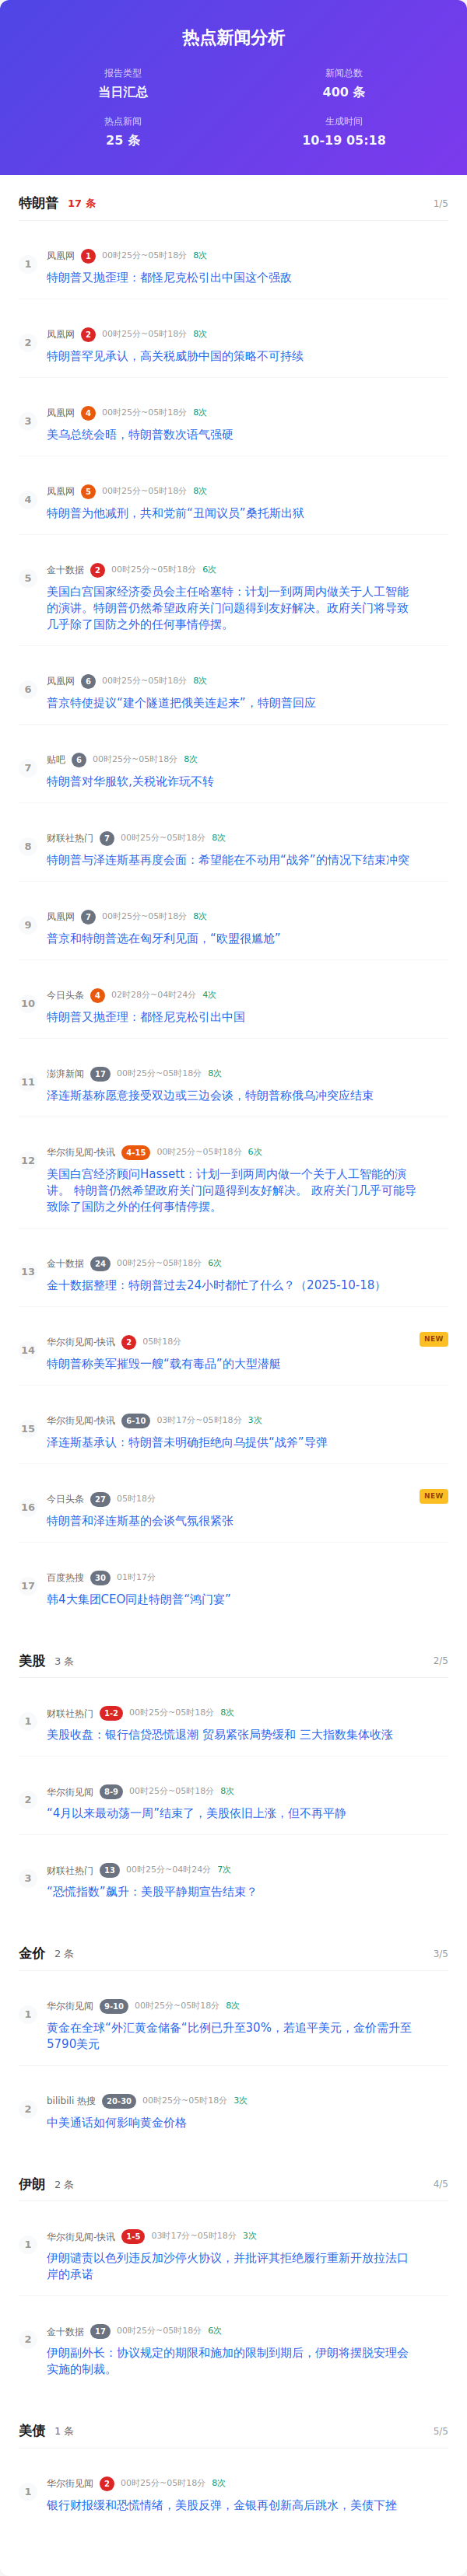 热点新闻分析
报告类型
新闻总数
当日汇总
400 条
热点新闻
生成时间
25 条
10-19 05:18
特朗普 17 条 1/5
1 凤凰网 1 00时25分~05时18分 8次
特朗普又抛歪理：都怪尼克松引出中国这个强敌
2 凤凰网 2 00时25分~05时18分 8次
特朗普罕见承认，高关税威胁中国的策略不可持续
3 凤凰网 4 00时25分~05时18分 8次
美乌总统会晤，特朗普数次语气强硬
4 凤凰网 5 00时25分~05时18分 8次
特朗普为他减刑，共和党前“丑闻议员”桑托斯出狱
5 金十数据 2 00时25分~05时18分 6次
美国白宫国家经济委员会主任哈塞特：计划一到两周内做关于人工智能
的演讲。特朗普仍然希望政府关门问题得到友好解决。政府关门将导致
几乎除了国防之外的任何事情停摆。
6 凤凰网 6 00时25分~05时18分 8次
普京特使提议“建个隧道把俄美连起来”，特朗普回应
7 贴吧 6 00时25分~05时18分 8次
特朗普对华服软,关税讹诈玩不转
8 财联社热门 7 00时25分~05时18分 8次
特朗普与泽连斯基再度会面：希望能在不动用“战斧”的情况下结束冲突
9 凤凰网 7 00时25分~05时18分 8次
普京和特朗普选在匈牙利见面，“欧盟很尴尬”
10 今日头条 4 02时28分~04时24分 4次
特朗普又抛歪理：都怪尼克松引出中国
11 澎湃新闻 17 00时25分~05时18分 8次
泽连斯基称愿意接受双边或三边会谈，特朗普称俄乌冲突应结束
12 华尔街见闻-快讯 4-15 00时25分~05时18分 6次
美国白宫经济顾问Hassett：计划一到两周内做一个关于人工智能的演
讲。 特朗普仍然希望政府关门问题得到友好解决。 政府关门几乎可能导
致除了国防之外的任何事情停摆。
13 金十数据 24 00时25分~05时18分 6次
金十数据整理：特朗普过去24小时都忙了什么？（2025-10-18）
14 华尔街见闻-快讯 2 05时18分 NEW
特朗普称美军摧毁一艘“载有毒品”的大型潜艇
15 华尔街见闻-快讯 6-10 03时17分~05时18分 3次
泽连斯基承认：特朗普未明确拒绝向乌提供“战斧”导弹
16 今日头条 27 05时18分 NEW
特朗普和泽连斯基的会谈气氛很紧张
17 百度热搜 30 01时17分
韩4大集团CEO同赴特朗普“鸿门宴”
美股 3 条 2/5
1 财联社热门 1-2 00时25分~05时18分 8次
美股收盘：银行信贷恐慌退潮 贸易紧张局势缓和 三大指数集体收涨
2 华尔街见闻 8-9 00时25分~05时18分 8次
“4月以来最动荡一周”结束了，美股依旧上涨，但不再平静
3 财联社热门 13 00时25分~04时24分 7次
“恐慌指数”飙升：美股平静期宣告结束？
金价 2 条 3/5
1 华尔街见闻 9-10 00时25分~05时18分 8次
黄金在全球“外汇黄金储备“比例已升至30%，若追平美元，金价需升至
5790美元
2 bilibili 热搜 20-30 00时25分~05时18分 3次
中美通话如何影响黄金价格
伊朗 2 条 4/5
1 华尔街见闻-快讯 1-5 03时17分~05时18分 3次
伊朗谴责以色列违反加沙停火协议，并批评其拒绝履行重新开放拉法口
岸的承诺
2 金十数据 17 00时25分~05时18分 6次
伊朗副外长：协议规定的期限和施加的限制到期后，伊朗将摆脱安理会
实施的制裁。
美债 1 条 5/5
1 华尔街见闻 2 00时25分~05时18分 8次
银行财报缓和恐慌情绪，美股反弹，金银再创新高后跳水，美债下挫